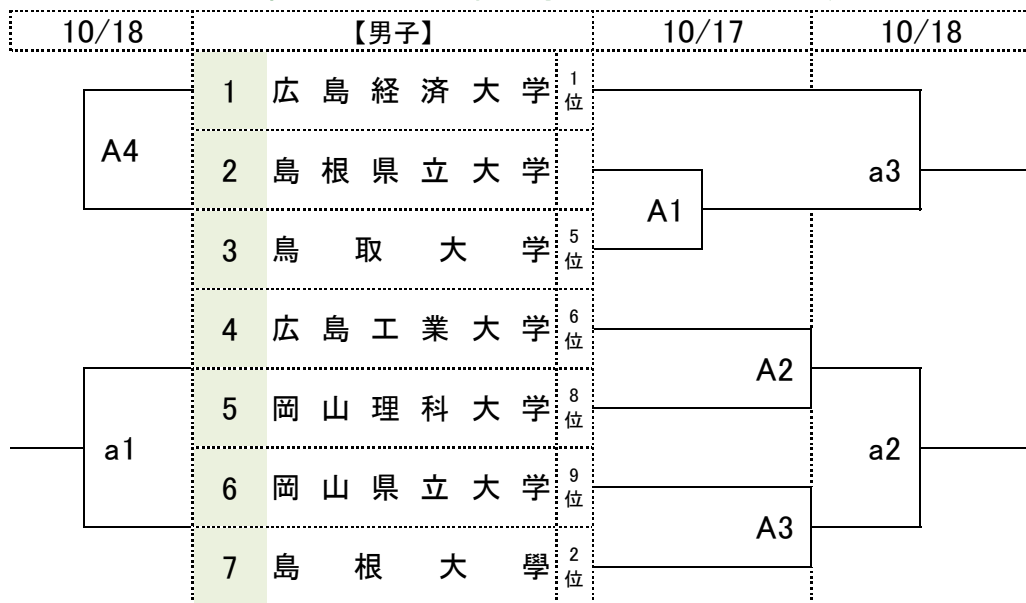 10/18 【男子】 10/17 10/18
1 広島経済大学 1位
A4
2 島根県立大学
a3
A1
3 鳥取大学 5位
4 広島工業大学 6位
A2
5 岡山理科大学 8位
a1
a2
6 岡山県立大学 9位
A3
7 島根大學 2位